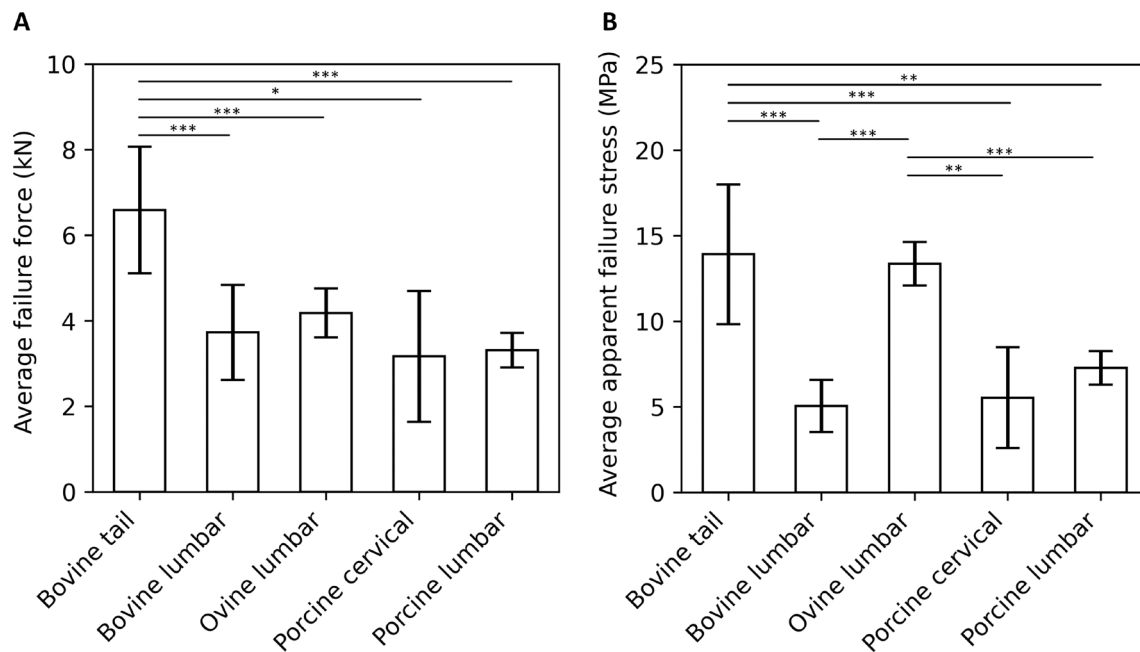 A
Average failure force (kN)
10
8
6
4
2
0
***
*
***
***
Bovine tail
Bovine lumbar
Ovine lumbar
Porcine cervical
Porcine lumbar
B
Average apparent failure stress (MPa)
25
20
15
10
5
0
**
***
***
***
***
**
Bovine tail
Bovine lumbar
Ovine lumbar
Porcine cervical
Porcine lumbar